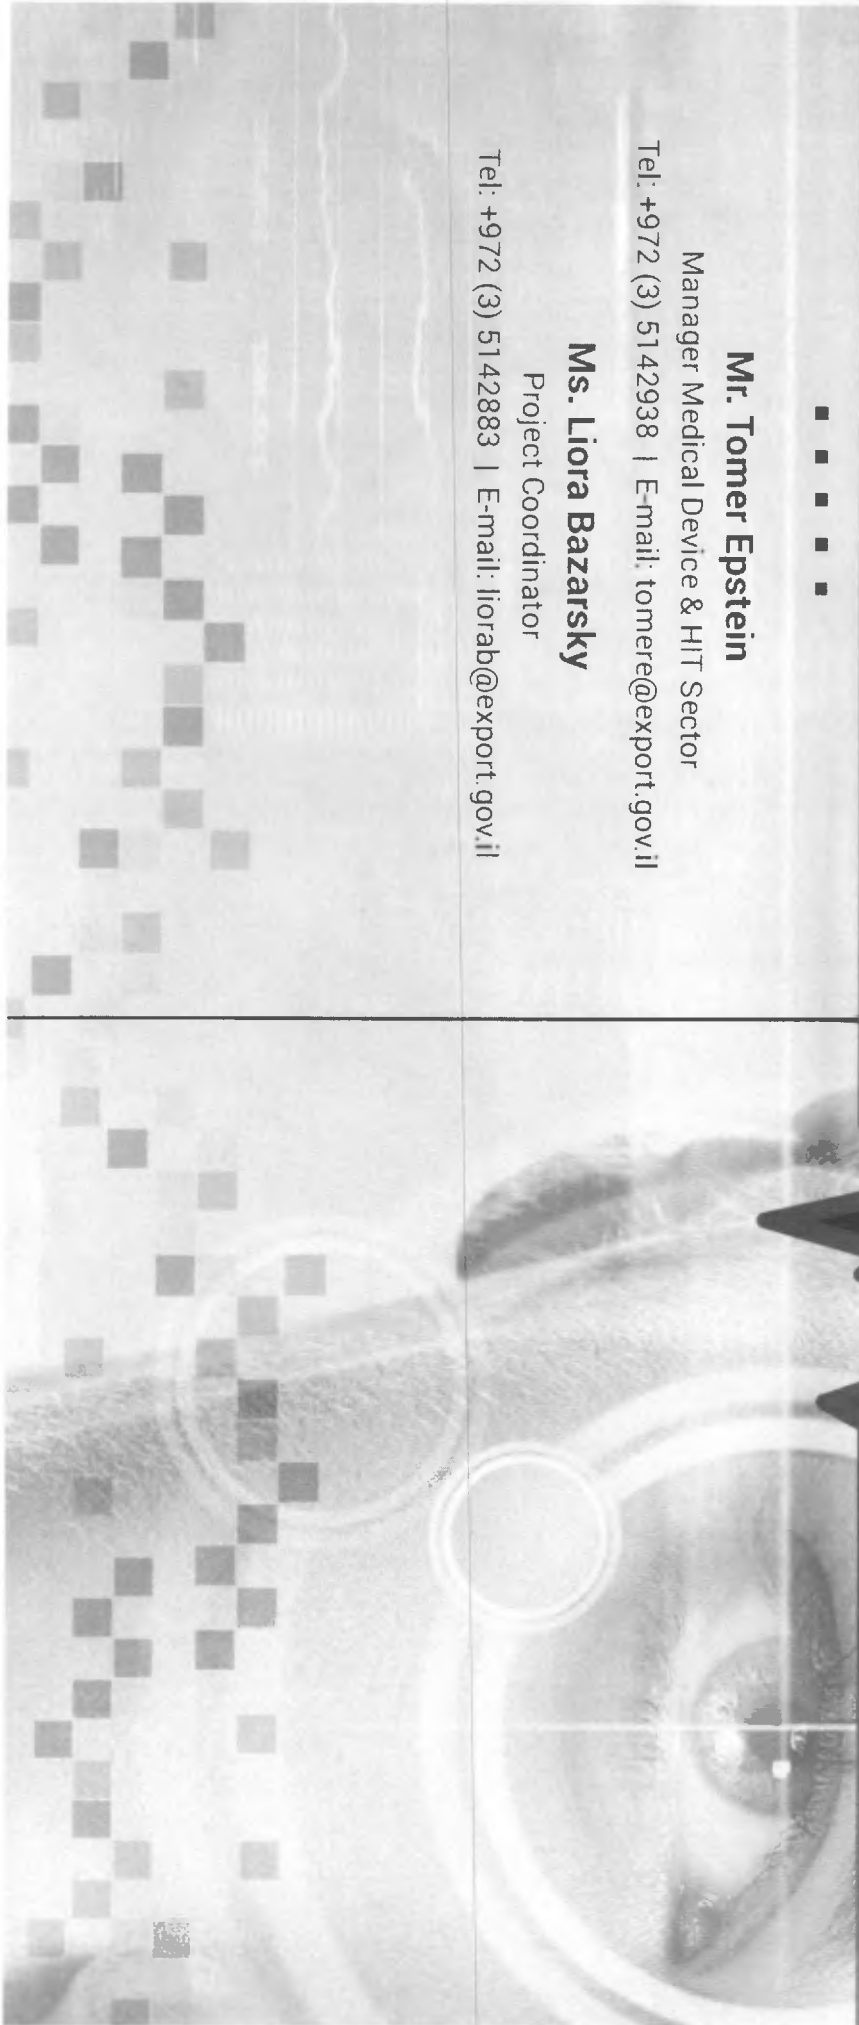 Mr. Tomer Epstein
Manager Medical Device & HIT Sector
Tel: +972 (3) 5142938 | E-mail: tomere@export.gov.il
Ms. Liora Bazarsky
Project Coordinator
Tel: +972 (3) 5142883 | E-mail: liorab@export.gov.il